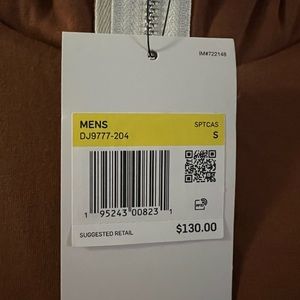 IM#722148
MENS SPTCAS
DJ9777-204 S
1 95243 00823 1
SUGGESTED RETAIL $130.00